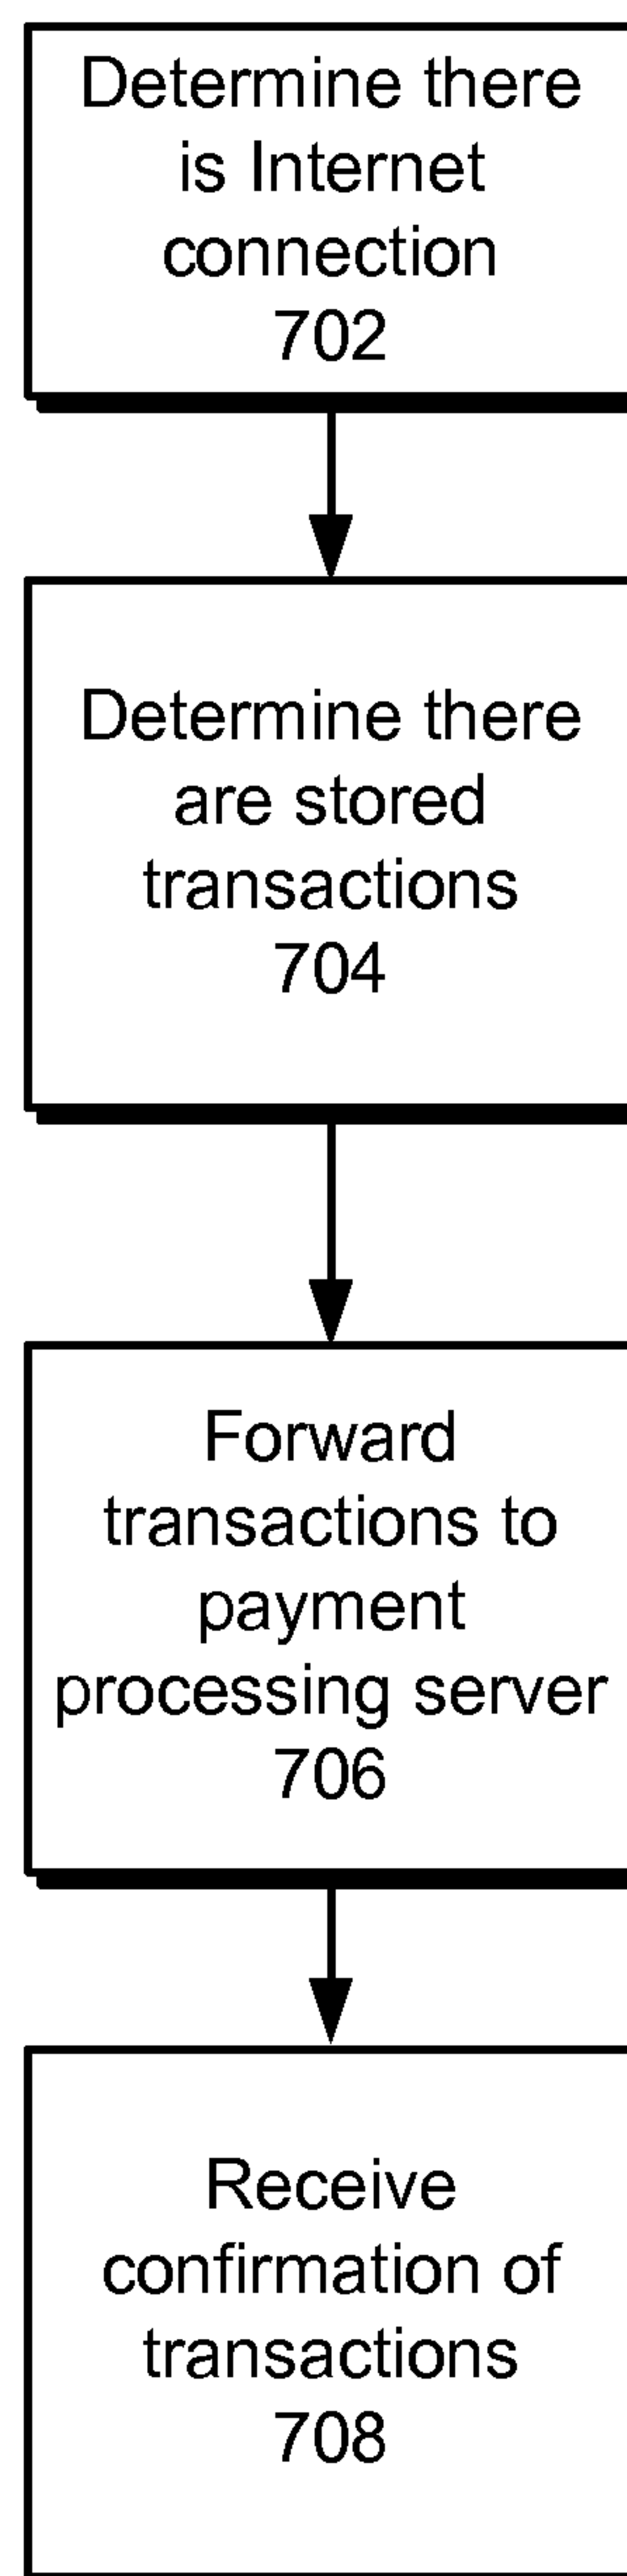 Determine there
is Internet
connection
702
Determine there
are stored
transactions
704
Forward
transactions to
payment
processing server
706
Receive
confirmation of
transactions
708